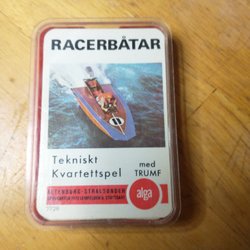 RACERBÅTAR
Tekniskt
Kvartettspel
med
TRUMF
ALTENBURG-STRALSUNDER
alga